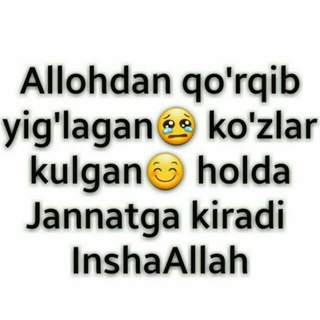 Allohdan qo'rqib
yig'lagan😢 ko'zlar
kulgan😊 holda
Jannatga kiradi
InshaAllah